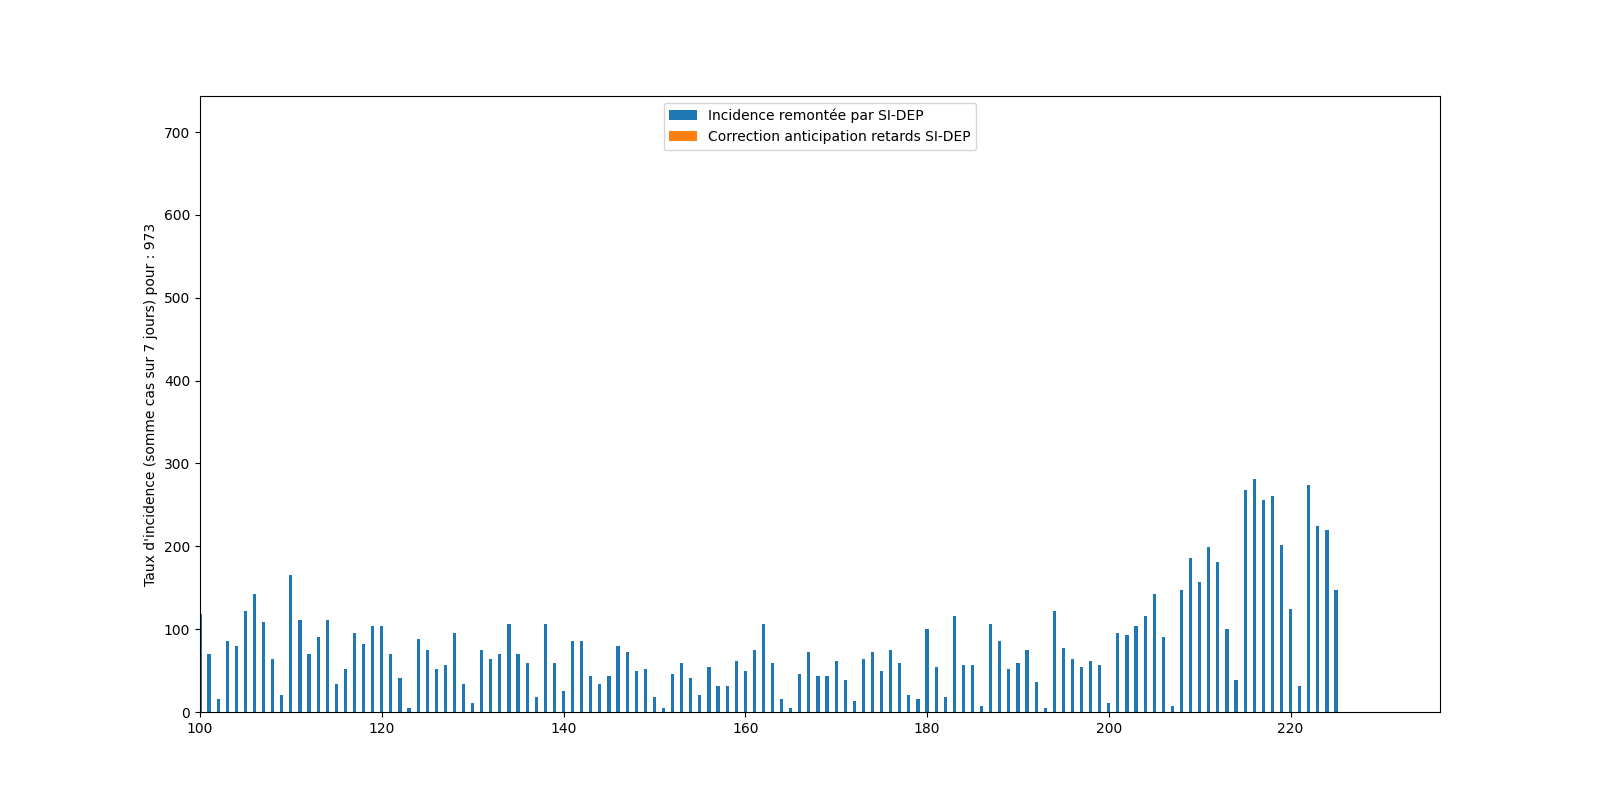 Incidence remontée par SI-DEP
Correction anticipation retards SI-DEP
Taux d'incidence (somme cas sur 7 jours) pour : 973
700
600
500
400
300
200
100
0
100 120 140 160 180 200 220